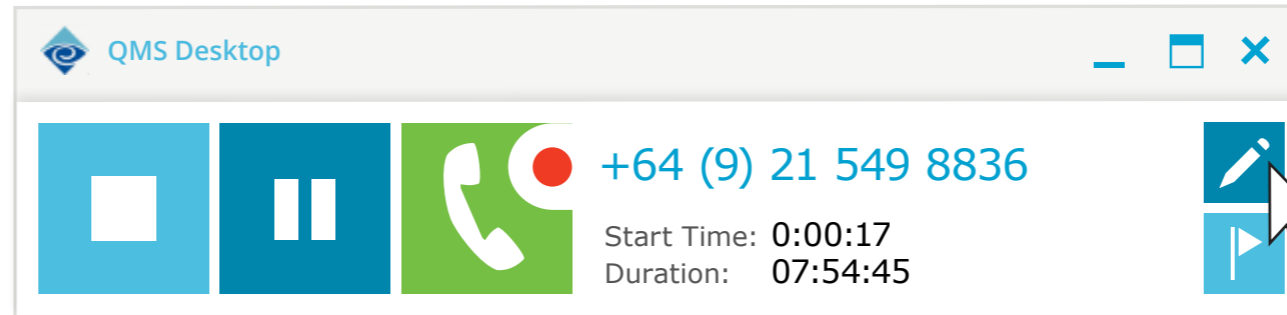 QMS Desktop
+64 (9) 21 549 8836
Start Time: 0:00:17
Duration: 07:54:45